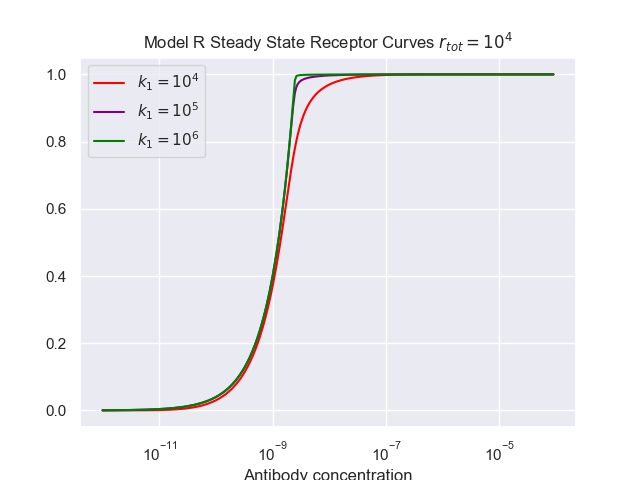 Model R Steady State Receptor Curves r_{tot} = 10^4
k_1 = 10^4
k_1 = 10^5
k_1 = 10^6
1.0
0.8
0.6
0.4
0.2
0.0
10^{-11} 10^{-9} 10^{-7} 10^{-5}
Antibody concentration